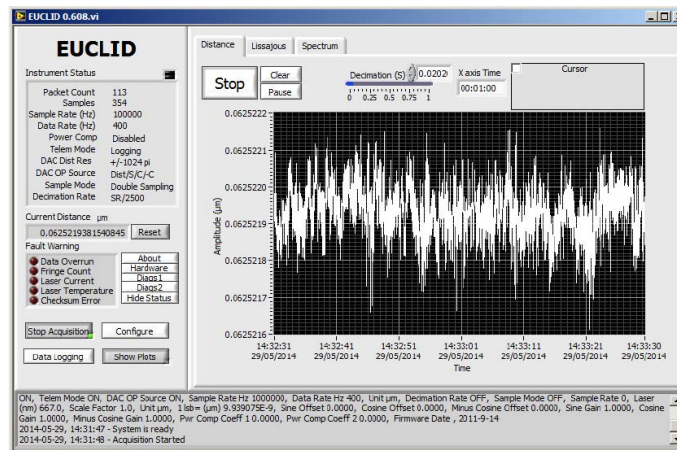 EUCLID 0.608.vi
EUCLID
Instrument Status
Packet Count 113
Samples 354
Sample Rate (Hz) 100000
Data Rate (Hz) 400
Power Comp Disabled
Telem Mode Logging
DAC Dist Res +/-1024 pi
DAC OP Source Dist/S/C/-C
Sample Mode Double Sampling
Decimation Rate SR/2500
Current Distance µm
0.0625219381540845 Reset
Fault Warning
Data Overrun
Fringe Count
Laser Current
Laser Temperature
Checksum Error
About
Hardware
Diags1
Diags2
Hide Status
Stop Acquisition Configure
Data Logging Show Plots
Distance Lissajous Spectrum
Stop
Clear
Pause
Decimation (S) 0.0202
0 0.25 0.5 0.75 1
X axis Time
00:01:00
Cursor
Amplitude (µm)
0.0625222
0.0625221
0.0625220
0.0625219
0.0625218
0.0625217
0.0625216
14:32:31 14:32:41 14:32:51 14:33:01 14:33:11 14:33:21 14:33:30
29/05/2014 29/05/2014 29/05/2014 29/05/2014 29/05/2014 29/05/2014 29/05/2014
Time
ON, Telem Mode ON, DAC OP Source ON, Sample Rate Hz 1000000, Data Rate Hz 400, Unit µm, Decimation Rate OFF, Sample Mode OFF, Sample Rate 0, Laser
(nm) 667.0, Scale Factor 1.0, Unit µm, 1 lsb= (µm) 9.939075E-9, Sine Offset 0.0000, Cosine Offset 0.0000, Minus Cosine Offset 0.0000, Sine Gain 1.0000, Cosine
Gain 1.0000, Minus Cosine Gain 1.0000, Pwr Comp Coeff 1 0.0000, Pwr Comp Coeff 2 0.0000, Firmware Date , 2011-9-14
2014-05-29, 14:31:47 - System is ready
2014-05-29, 14:31:48 - Acquisition Started